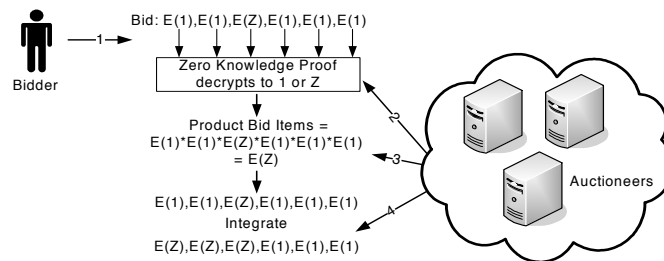 Bid: E(1),E(1),E(Z),E(1),E(1),E(1)
1
Bidder
Zero Knowledge Proof
decrypts to 1 or Z
2
Product Bid Items =
E(1)*E(1)*E(Z)*E(1)*E(1)*E(1)
= E(Z)
3
Auctioneers
4
E(1),E(1),E(Z),E(1),E(1),E(1)
Integrate
E(Z),E(Z),E(Z),E(1),E(1),E(1)